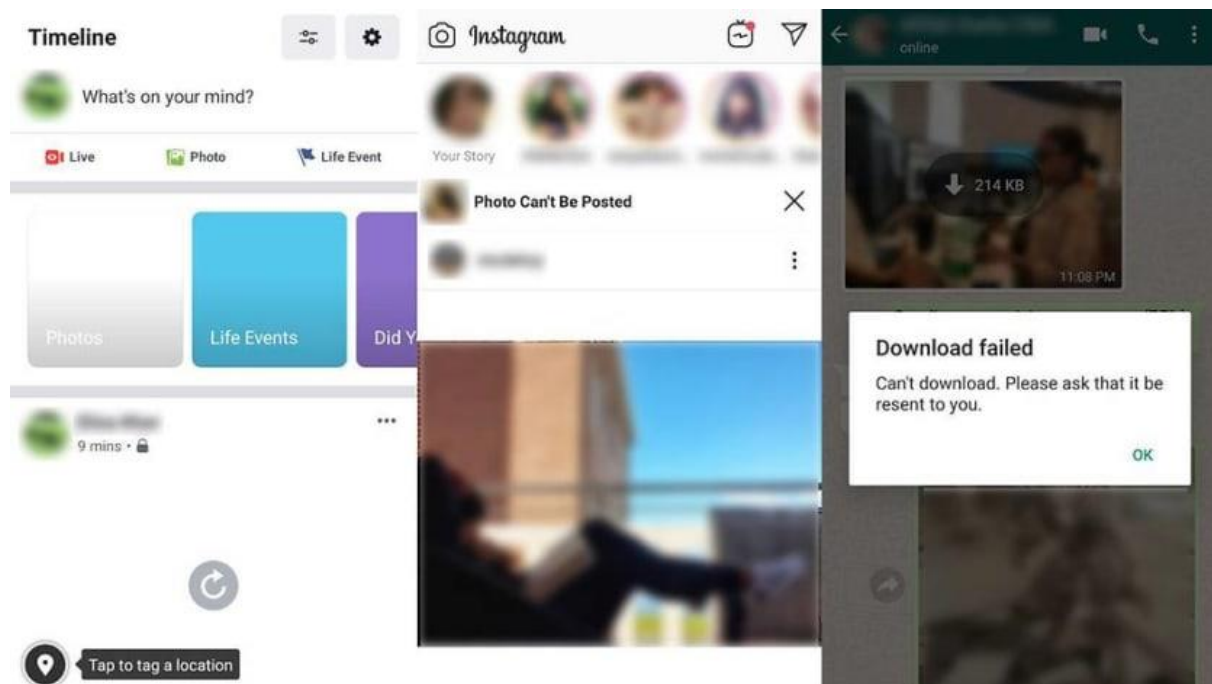 Timeline
What's on your mind?
Live
Photo
Life Event
Photos
Life Events
Did Y
9 mins
Tap to tag a location
Instagram
Your Story
Photo Can't Be Posted
online
214 KB
11:08 PM
Download failed
Can't download. Please ask that it be
resent to you.
OK